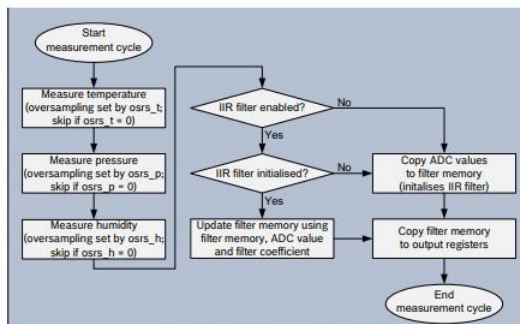 Start
measurement cycle
Measure temperature
(oversampling set by osrs_t;
skip if osrs_t = 0)
Measure pressure
(oversampling set by osrs_p;
skip if osrs_p = 0)
Measure humidity
(oversampling set by osrs_h;
skip if osrs_h = 0)
IIR filter enabled?
No
Yes
IIR filter initialised?
No
Yes
Copy ADC values
to filter memory
(initalises IIR filter)
Update filter memory using
filter memory, ADC value
and filter coefficient
Copy filter memory
to output registers
End
measurement cycle